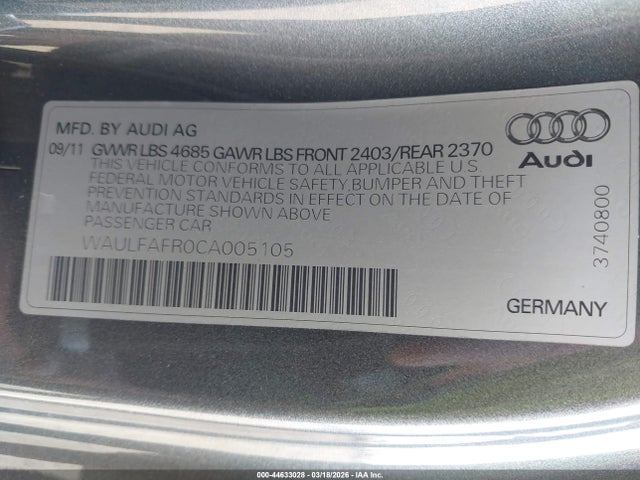 MFD. BY AUDI AG
09/11 GVWR LBS 4685 GAWR LBS FRONT 2403/REAR 2370
THIS VEHICLE CONFORMS TO ALL APPLICABLE U.S.
FEDERAL MOTOR VEHICLE SAFETY,BUMPER AND THEFT
PREVENTION STANDARDS IN EFFECT ON THE DATE OF
MANUFACTURE SHOWN ABOVE
PASSENGER CAR
WAULFAFR0CA005105
Audi
3740800
GERMANY
000-44633028 - 03/18/2026 - IAAI.COM